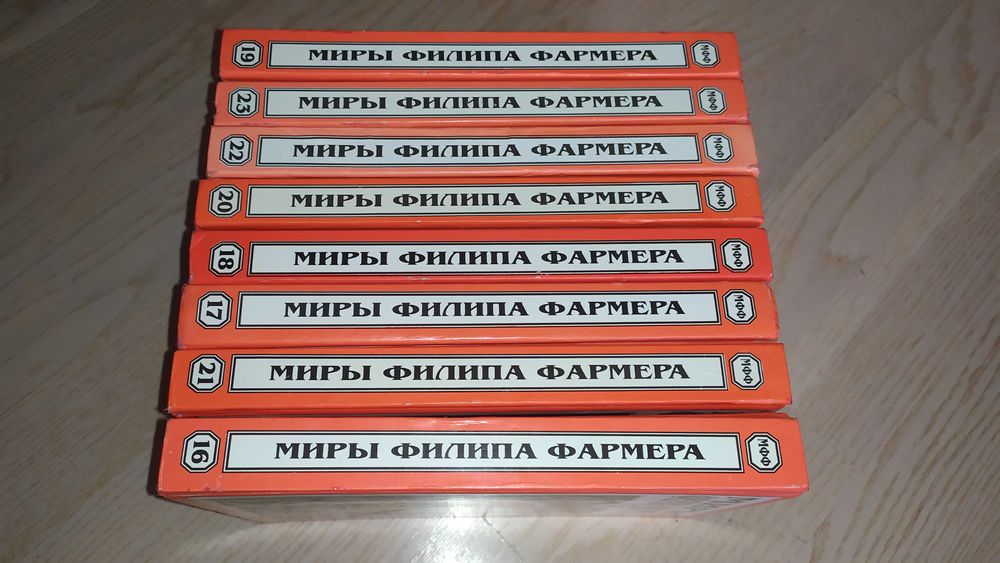 19 МИРЫ ФИЛИПА ФАРМЕРА МФФ
23 МИРЫ ФИЛИПА ФАРМЕРА МФФ
22 МИРЫ ФИЛИПА ФАРМЕРА МФФ
20 МИРЫ ФИЛИПА ФАРМЕРА МФФ
18 МИРЫ ФИЛИПА ФАРМЕРА МФФ
17 МИРЫ ФИЛИПА ФАРМЕРА МФФ
21 МИРЫ ФИЛИПА ФАРМЕРА МФФ
16 МИРЫ ФИЛИПА ФАРМЕРА МФФ